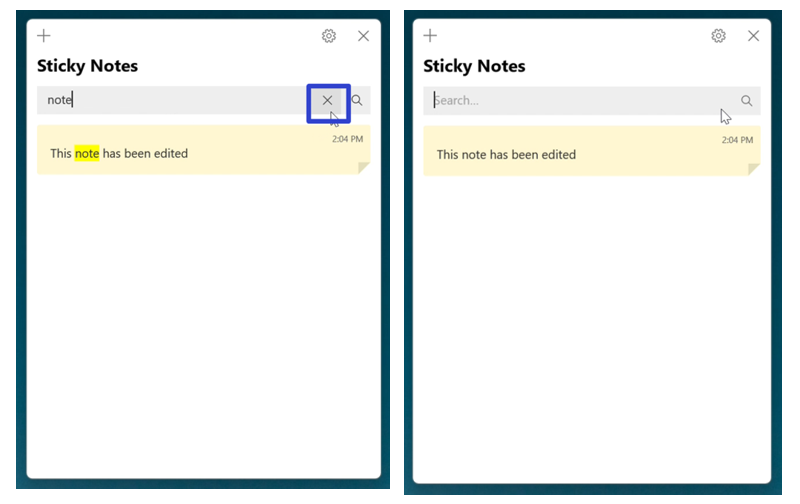 Sticky Notes
note
2:04 PM
This note has been edited
Sticky Notes
Search...
2:04 PM
This note has been edited